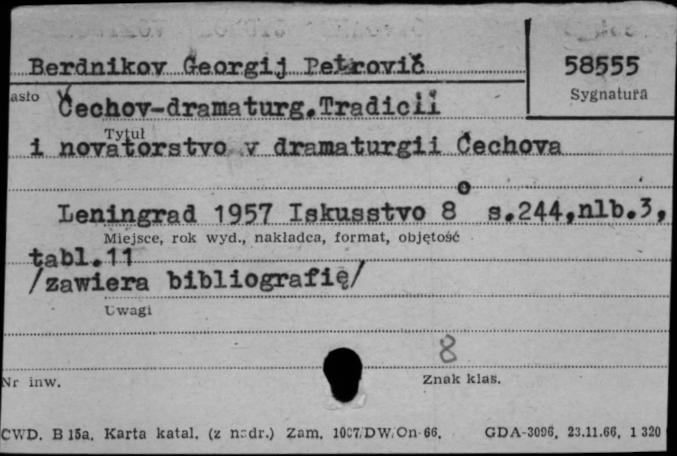 Berdnikov Georgij Petrovič
58555
asło
Sygnatura
Čechov-dramaturg.Tradicii
Tytuł
i novatorstvo v dramaturgii Čechova
Leningrad 1957 Iskusstvo 8° s.244,nlb.3,
Miejsce, rok wyd., nakładca, format, objętość
tabl.11
/zawiera bibliografię/
Uwagi
8
Nr inw.
Znak klas.
CWD. B 15a. Karta katal. (z nadr.) Zam. 1007/DW/On-66. GDA-3096, 23.11.66, 1 320